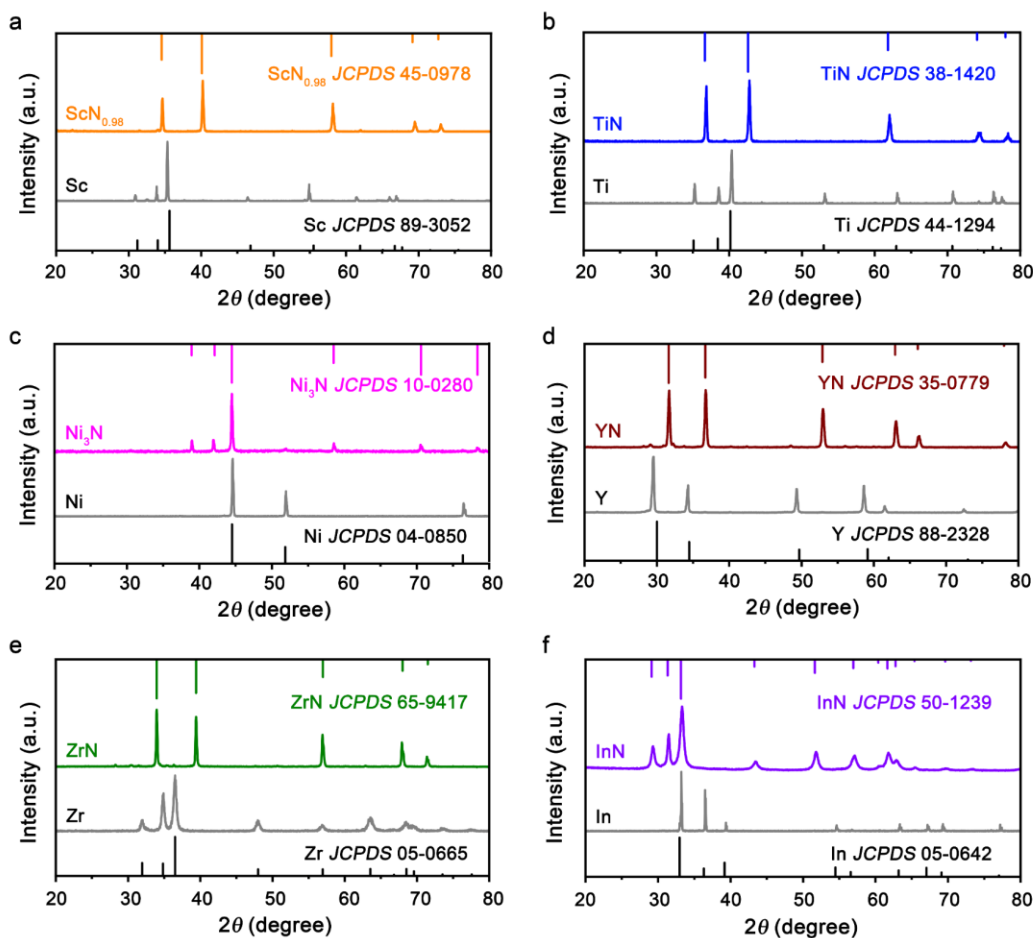 a
Intensity (a.u.)
ScN0.98 JCPDS 45-0978
ScN0.98
Sc
Sc JCPDS 89-3052
20 30 40 50 60 70 80
2θ (degree)
b
Intensity (a.u.)
TiN JCPDS 38-1420
TiN
Ti
Ti JCPDS 44-1294
20 30 40 50 60 70 80
2θ (degree)
c
Intensity (a.u.)
Ni3N JCPDS 10-0280
Ni3N
Ni
Ni JCPDS 04-0850
20 30 40 50 60 70 80
2θ (degree)
d
Intensity (a.u.)
YN JCPDS 35-0779
YN
Y
Y JCPDS 88-2328
20 30 40 50 60 70 80
2θ (degree)
e
Intensity (a.u.)
ZrN JCPDS 65-9417
ZrN
Zr
Zr JCPDS 05-0665
20 30 40 50 60 70 80
2θ (degree)
f
Intensity (a.u.)
InN JCPDS 50-1239
InN
In
In JCPDS 05-0642
20 30 40 50 60 70 80
2θ (degree)